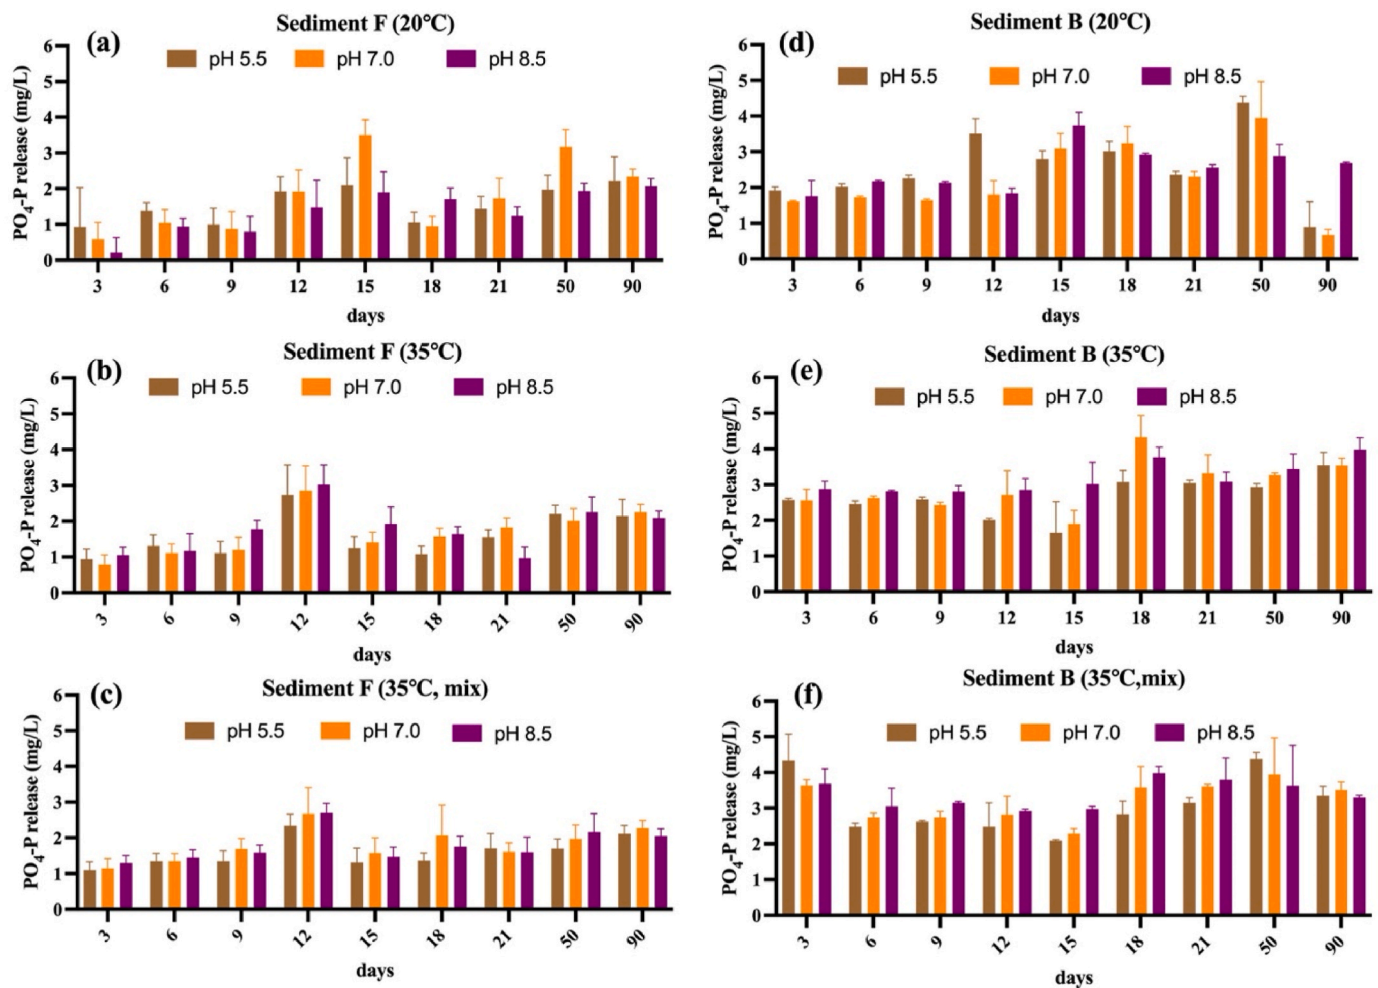 (a)
Sediment F (20°C)
pH 5.5 pH 7.0 pH 8.5
PO4-P release (mg/L)
6
5
4
3
2
1
0
3 6 9 12 15 18 21 50 90
days
(b)
Sediment F (35°C)
pH 5.5 pH 7.0 pH 8.5
PO4-P release (mg/L)
6
5
4
3
2
1
0
3 6 9 12 15 18 21 50 90
days
(c)
Sediment F (35°C, mix)
pH 5.5 pH 7.0 pH 8.5
PO4-P release (mg/L)
6
5
4
3
2
1
0
3 6 9 12 15 18 21 50 90
days
(d)
Sediment B (20°C)
pH 5.5 pH 7.0 pH 8.5
PO4-P release (mg/L)
6
5
4
3
2
1
0
3 6 9 12 15 18 21 50 90
days
(e)
Sediment B (35°C)
pH 5.5 pH 7.0 pH 8.5
PO4-P release (mg/L)
6
5
4
3
2
1
0
3 6 9 12 15 18 21 50 90
days
(f)
Sediment B (35°C,mix)
pH 5.5 pH 7.0 pH 8.5
PO4-P release (mg/L)
6
5
4
3
2
1
0
3 6 9 12 15 18 21 50 90
days